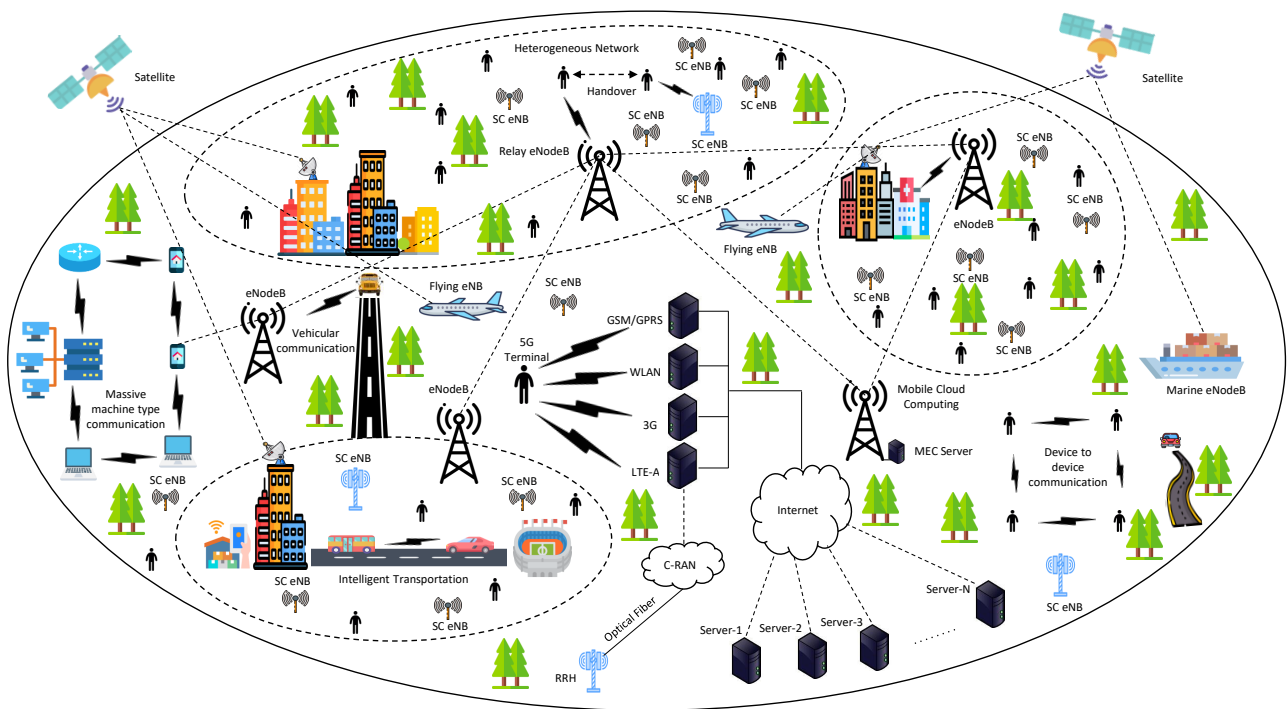 Heterogeneous Network
SC eNB
Satellite
Satellite
Handover
SC eNB
SC eNB
SC eNB
SC eNB
SC eNB
Relay eNodeB
SC eNB
SC eNB
eNodeB
SC eNB
Flying eNB
SC eNB
SC eNB
Flying eNB
SC eNB
eNodeB
GSM/GPRS
Vehicular
communication
5G
Terminal
SC eNB
WLAN
eNodeB
Mobile Cloud
Computing
Marine eNodeB
Massive
machine type
communication
3G
MEC Server
Device to
device
communication
SC eNB
LTE-A
SC eNB
SC eNB
Internet
C-RAN
Intelligent Transportation
SC eNB
SC eNB
Optical Fiber
Server-N
SC eNB
Server-1
Server-2
Server-3
........
RRH